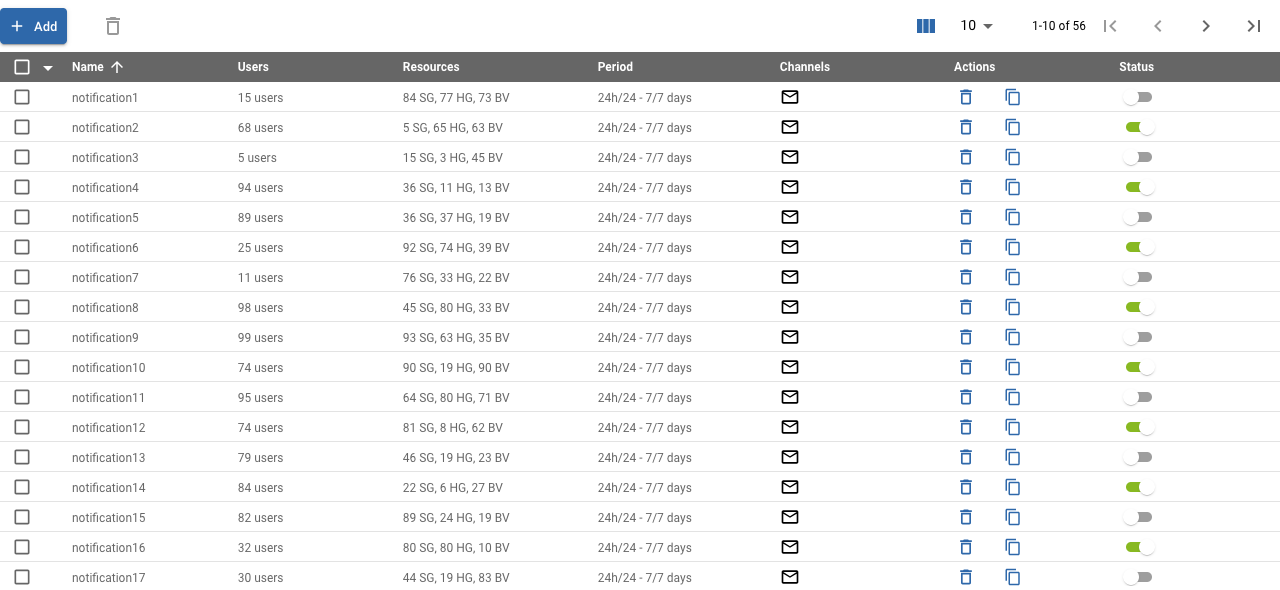 Add 10 1-10 of 56
Name Users Resources Period Channels Actions Status
notification1 15 users 84 SG, 77 HG, 73 BV 24h/24 - 7/7 days
notification2 68 users 5 SG, 65 HG, 63 BV 24h/24 - 7/7 days
notification3 5 users 15 SG, 3 HG, 45 BV 24h/24 - 7/7 days
notification4 94 users 36 SG, 11 HG, 13 BV 24h/24 - 7/7 days
notification5 89 users 36 SG, 37 HG, 19 BV 24h/24 - 7/7 days
notification6 25 users 92 SG, 74 HG, 39 BV 24h/24 - 7/7 days
notification7 11 users 76 SG, 33 HG, 22 BV 24h/24 - 7/7 days
notification8 98 users 45 SG, 80 HG, 33 BV 24h/24 - 7/7 days
notification9 99 users 93 SG, 63 HG, 35 BV 24h/24 - 7/7 days
notification10 74 users 90 SG, 19 HG, 90 BV 24h/24 - 7/7 days
notification11 95 users 64 SG, 80 HG, 71 BV 24h/24 - 7/7 days
notification12 74 users 81 SG, 8 HG, 62 BV 24h/24 - 7/7 days
notification13 79 users 46 SG, 19 HG, 23 BV 24h/24 - 7/7 days
notification14 84 users 22 SG, 6 HG, 27 BV 24h/24 - 7/7 days
notification15 82 users 89 SG, 24 HG, 19 BV 24h/24 - 7/7 days
notification16 32 users 80 SG, 80 HG, 10 BV 24h/24 - 7/7 days
notification17 30 users 44 SG, 19 HG, 83 BV 24h/24 - 7/7 days